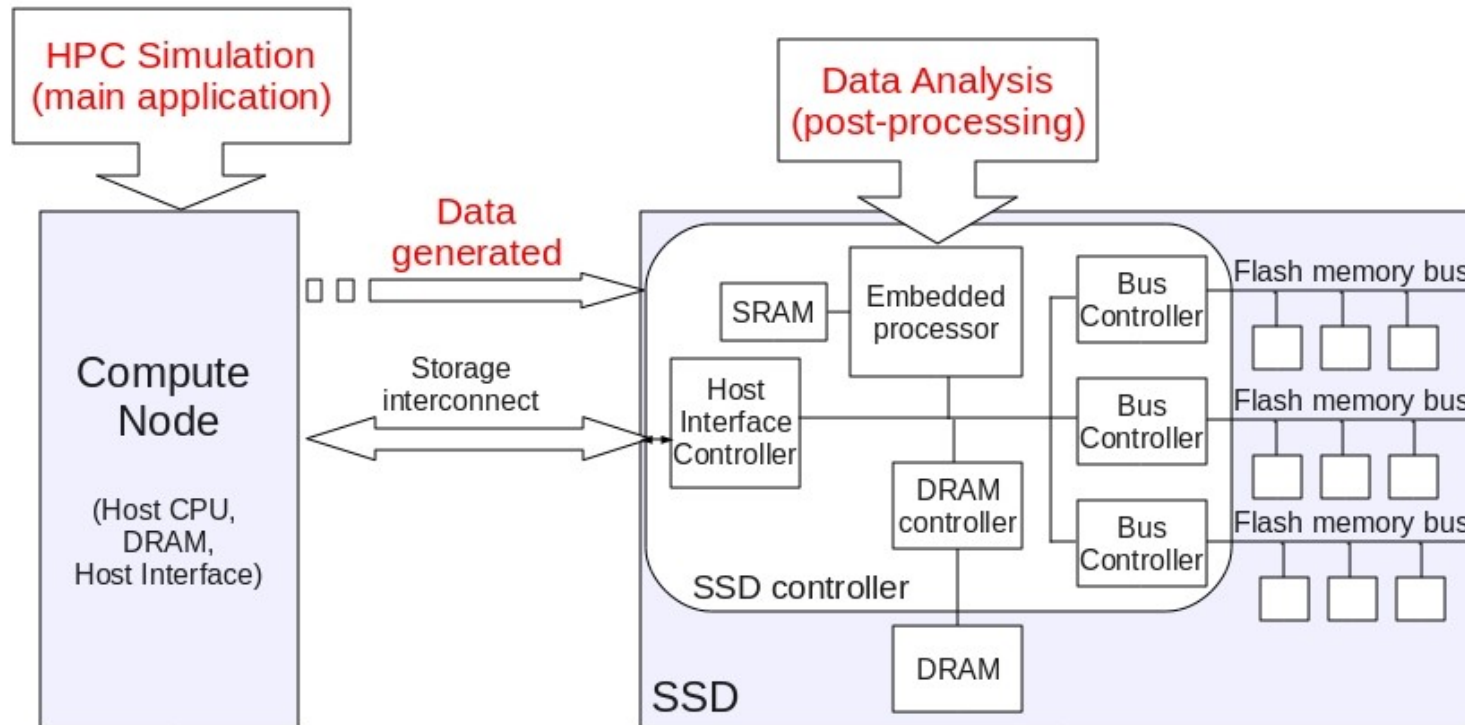 HPC Simulation
(main application)
Data Analysis
(post-processing)
Data
generated
Compute
Node
(Host CPU,
DRAM,
Host Interface)
Storage
interconnect
SRAM
Embedded
processor
Host
Interface
Controller
DRAM
controller
SSD controller
DRAM
SSD
Bus
Controller
Flash memory bus
Bus
Controller
Flash memory bus
Bus
Controller
Flash memory bus